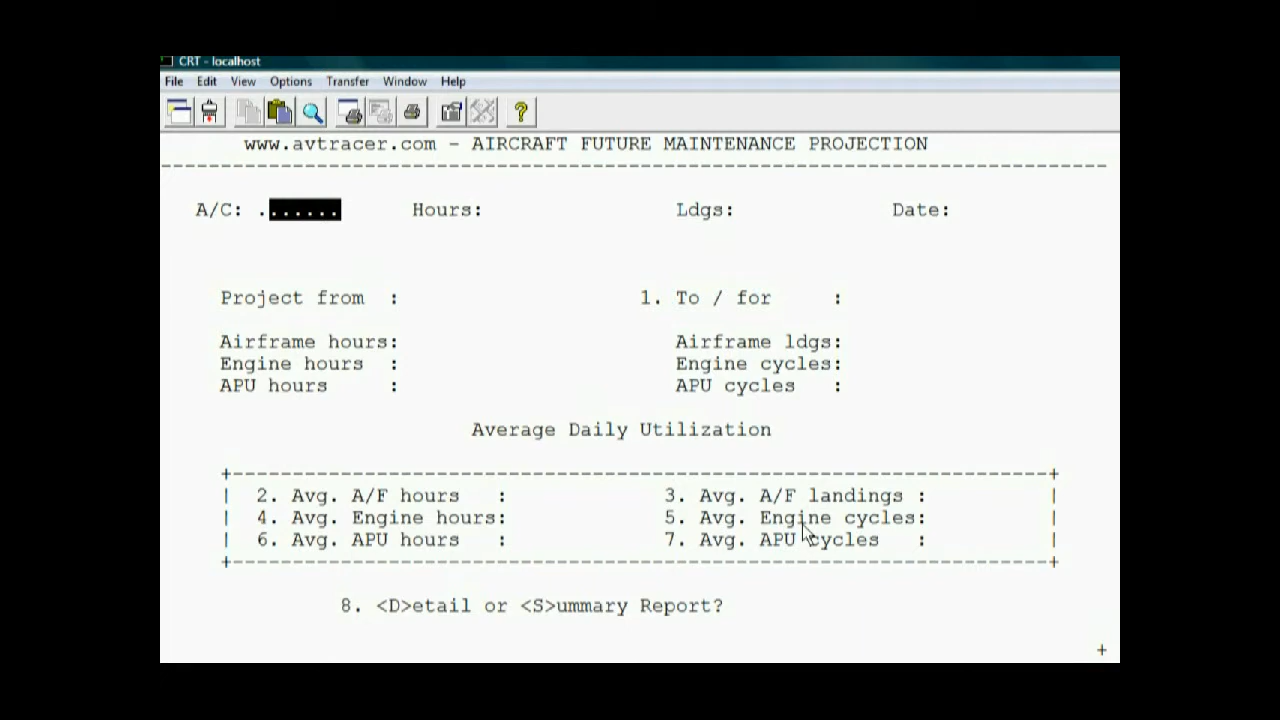 CRT - localhost
File Edit View Options Transfer Window Help
www.avtracer.com - AIRCRAFT FUTURE MAINTENANCE PROJECTION
A/C: ....... Hours: Ldgs: Date:
Project from : 1. To / for :
Airframe hours: Airframe ldgs:
Engine hours : Engine cycles:
APU hours : APU cycles :
Average Daily Utilization
+---------------------------------------------------------------------+
| 2. Avg. A/F hours : 3. Avg. A/F landings : |
| 4. Avg. Engine hours: 5. Avg. Engine cycles: |
| 6. Avg. APU hours : 7. Avg. APU cycles : |
+---------------------------------------------------------------------+
8. <D>etail or <S>ummary Report?
+